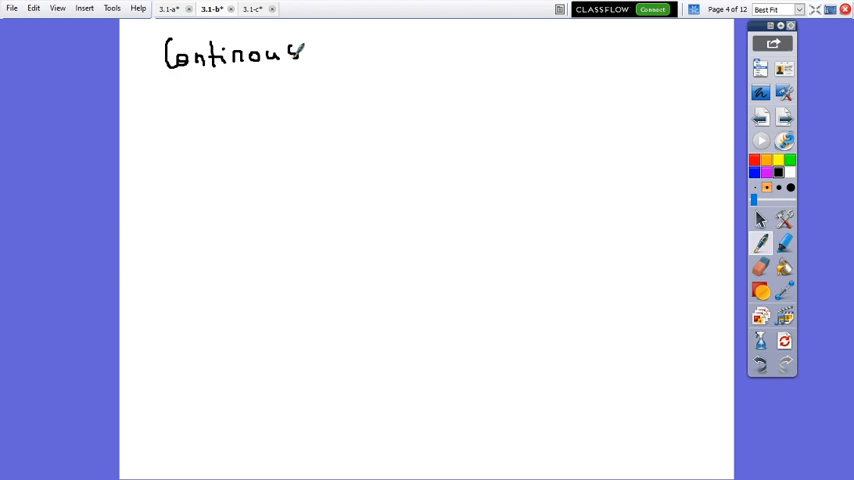 File Edit View Insert Tools Help
3.1-a* 3.1-b* 3.1-c*
CLASSFLOW Connect
Page 4 of 12 Best Fit
Continous